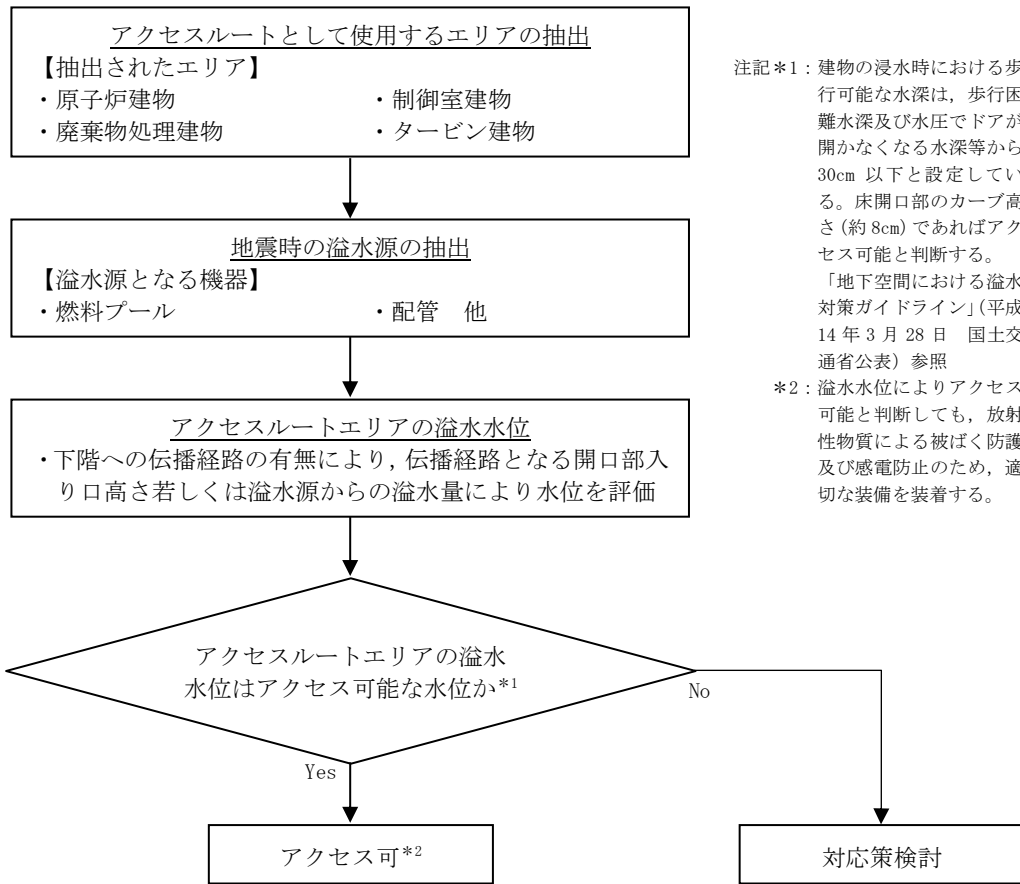 アクセスルートとして使用するエリアの抽出
【抽出されたエリア】
・原子炉建物 ・制御室建物
・廃棄物処理建物 ・タービン建物
地震時の溢水源の抽出
【溢水源となる機器】
・燃料プール ・配管　他
アクセスルートエリアの溢水水位
・下階への伝播経路の有無により，伝播経路となる開口部入
り口高さ若しくは溢水源からの溢水量により水位を評価
アクセスルートエリアの溢水
水位はアクセス可能な水位か*1
No
Yes
アクセス可*2
対応策検討
注記＊1：建物の浸水時における歩
行可能な水深は，歩行困
難水深及び水圧でドアが
開かなくなる水深等から
30cm 以下と設定してい
る。床開口部のカーブ高
さ（約 8cm）であればアク
セス可能と判断する。
「地下空間における溢水
対策ガイドライン」（平成
14 年 3 月 28 日　国土交
通省公表）参照
＊2：溢水水位によりアクセス
可能と判断しても，放射
性物質による被ばく防護
及び感電防止のため，適
切な装備を装着する。